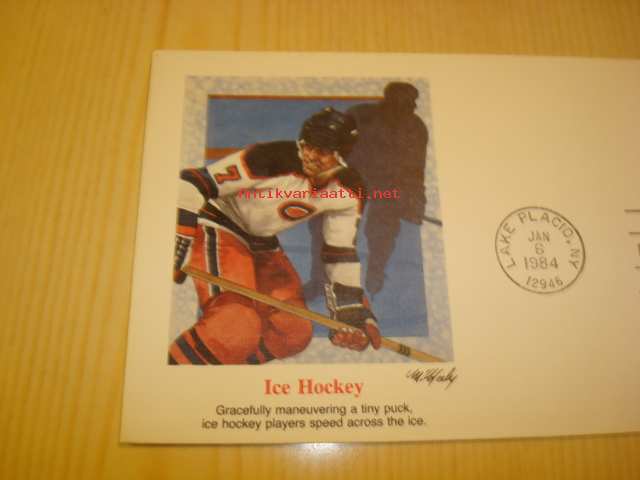 7
antikvariaatti.net
LAKE PLACID, NY
JAN
6
1984
12946
Ice Hockey
Gracefully maneuvering a tiny puck,
ice hockey players speed across the ice.